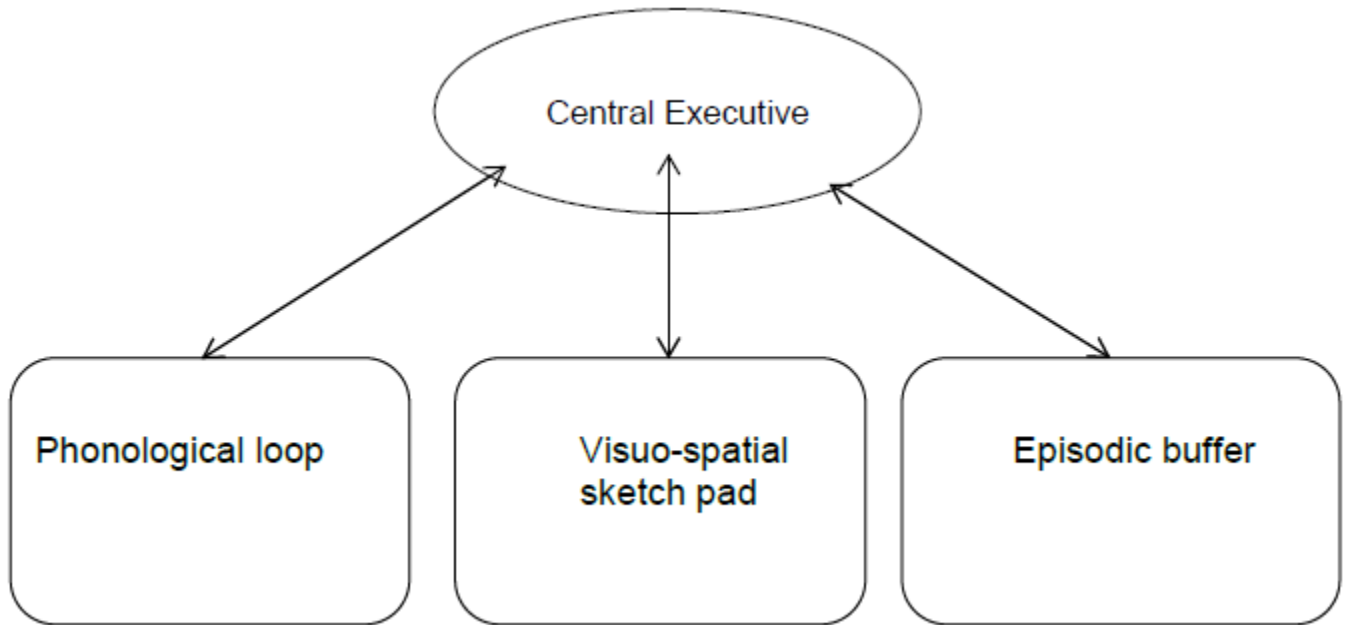 Central Executive
Phonological loop
Visuo-spatial
sketch pad
Episodic buffer